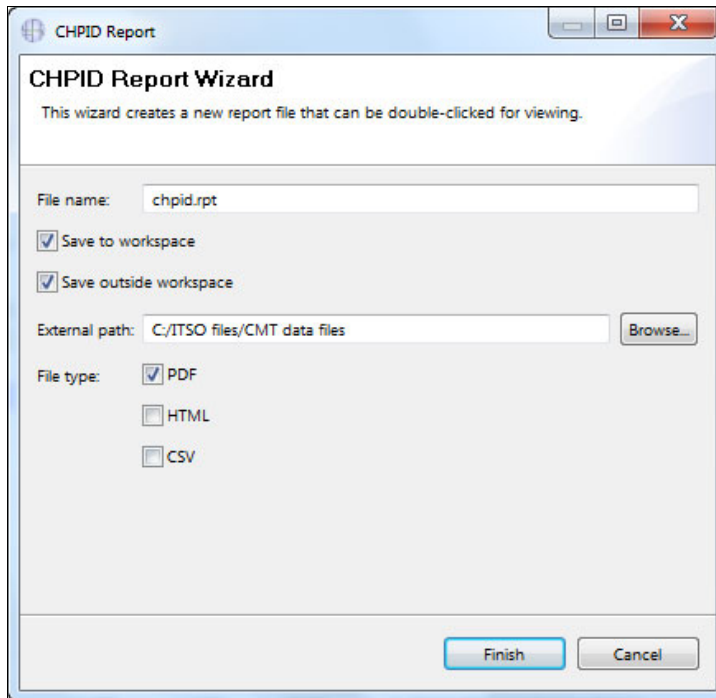 CHPID Report
CHPID Report Wizard
This wizard creates a new report file that can be double-clicked for viewing.
File name: chpid.rpt
Save to workspace
Save outside workspace
External path: C:/ITSO files/CMT data files Browse...
File type: PDF
HTML
CSV
Finish Cancel